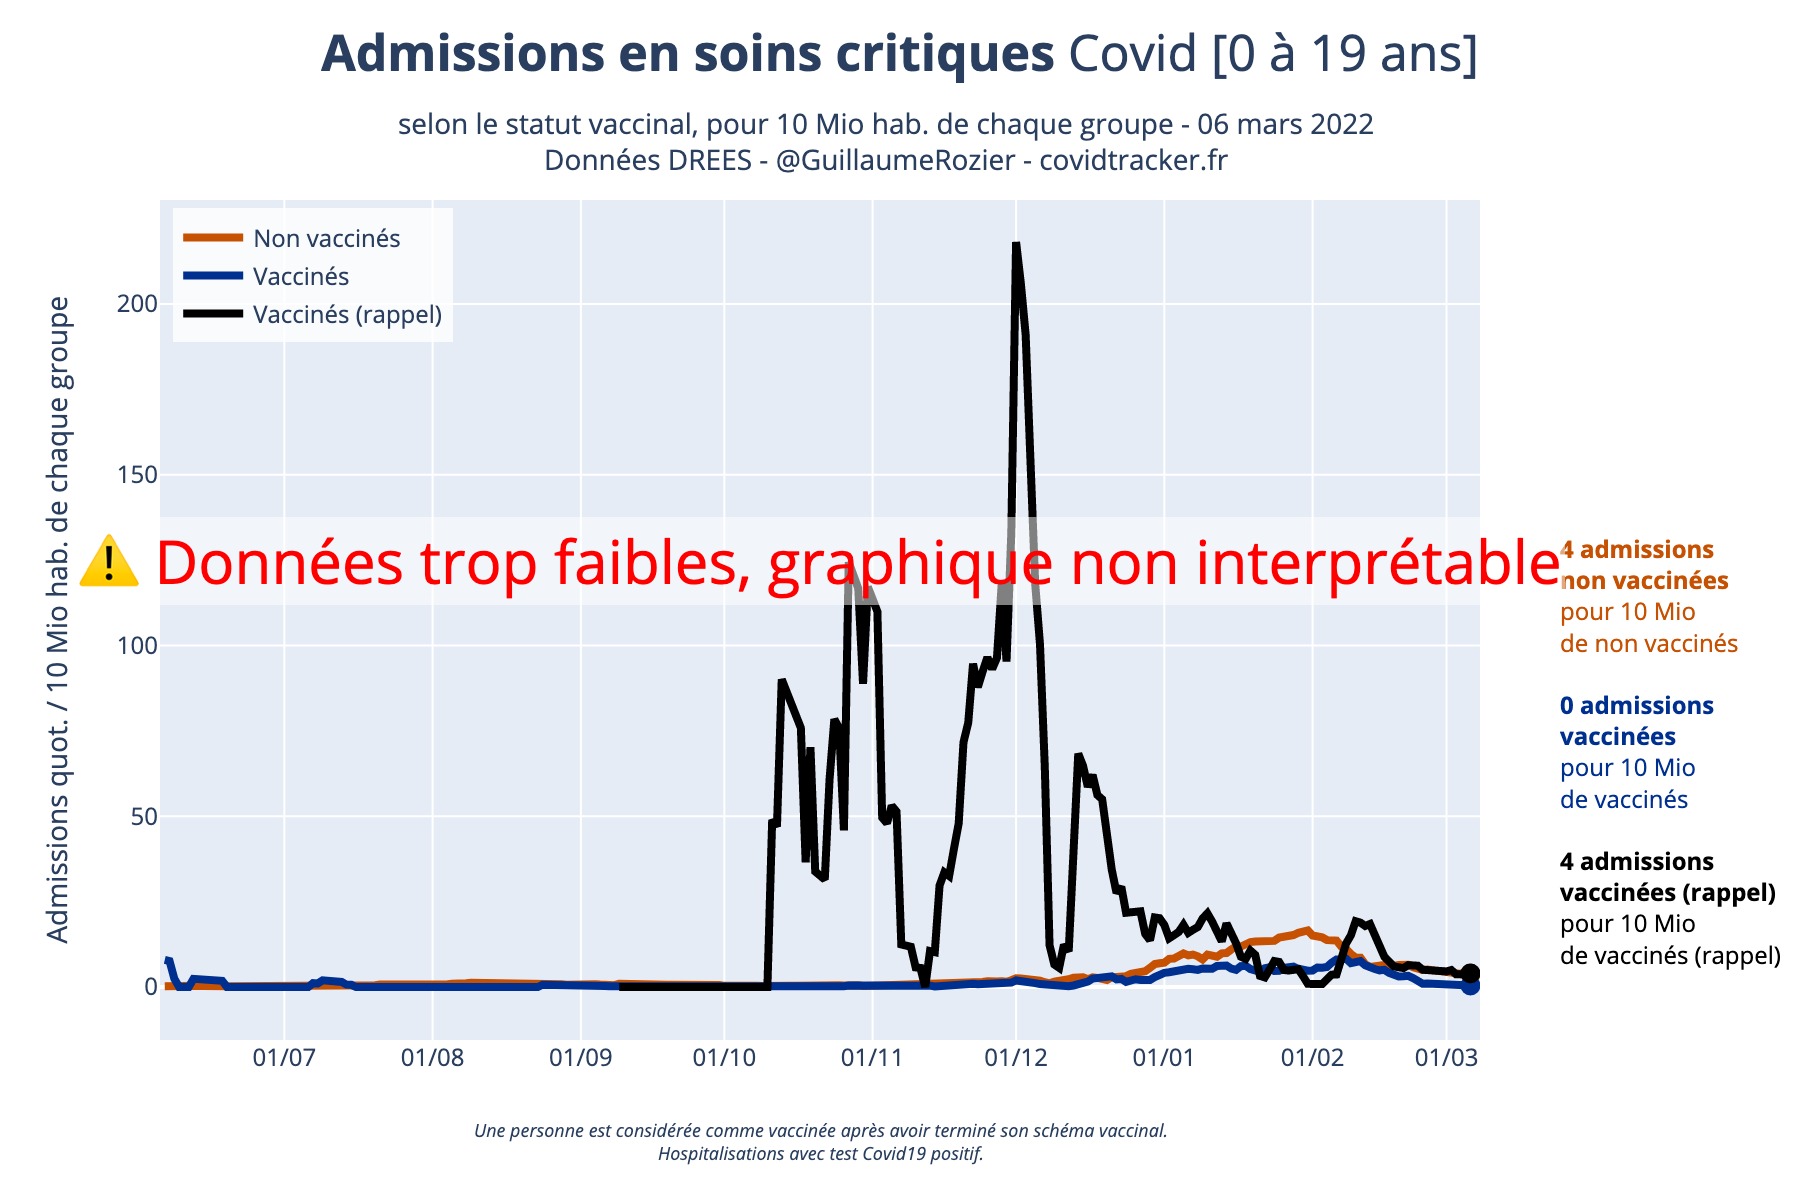 Admissions en soins critiques Covid [0 à 19 ans]
selon le statut vaccinal, pour 10 Mio hab. de chaque groupe - 06 mars 2022
Données DREES - @GuillaumeRozier - covidtracker.fr
Non vaccinés
Vaccinés
Vaccinés (rappel)
Admissions quot. / 10 Mio hab. de chaque groupe
200
150
100
50
0
⚠️ Données trop faibles, graphique non interprétable
4 admissions
non vaccinées
pour 10 Mio
de non vaccinés
0 admissions
vaccinées
pour 10 Mio
de vaccinés
4 admissions
vaccinées (rappel)
pour 10 Mio
de vaccinés (rappel)
01/07 01/08 01/09 01/10 01/11 01/12 01/01 01/02 01/03
Une personne est considérée comme vaccinée après avoir terminé son schéma vaccinal.
Hospitalisations avec test Covid19 positif.